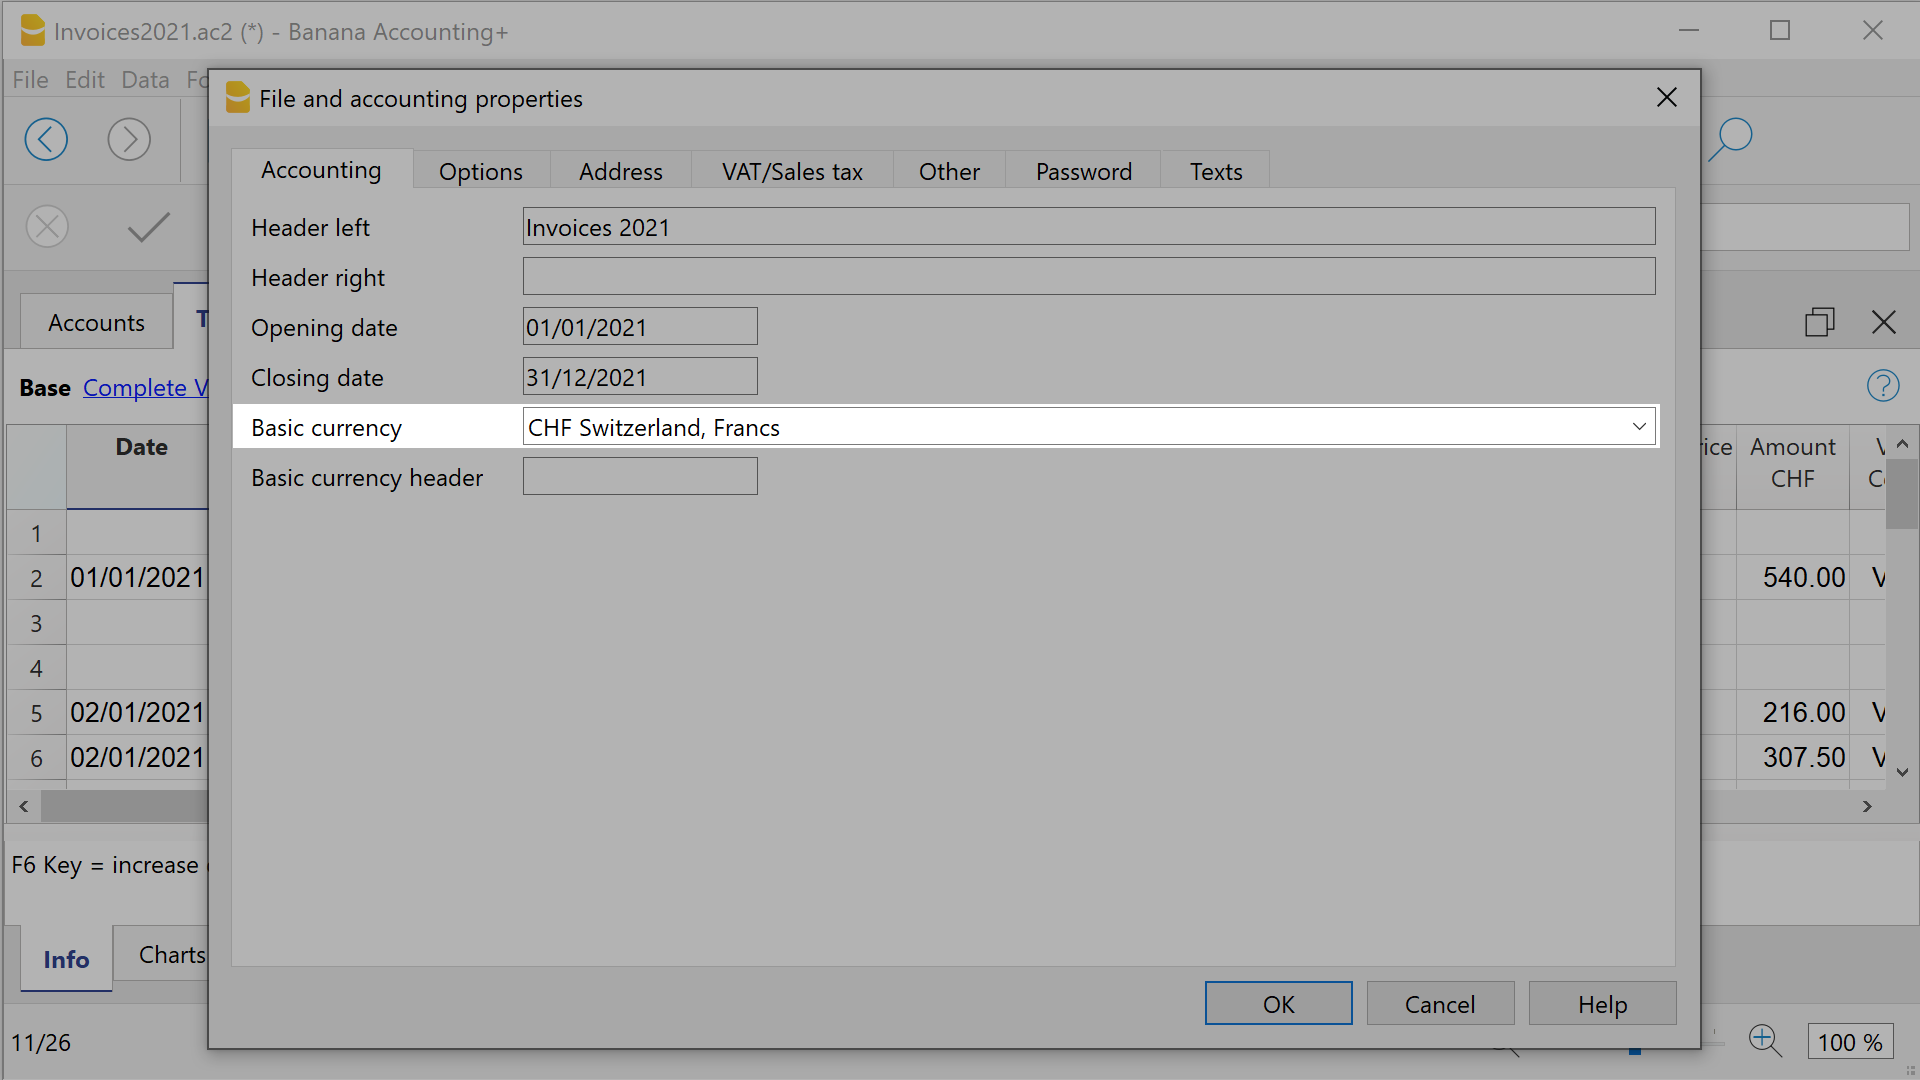 Invoices2021.ac2 (*) - Banana Accounting+
File Edit Data Fo
File and accounting properties
Accounting Options Address VAT/Sales tax Other Password Texts
Header left Invoices 2021
Header right
Opening date 01/01/2021
Closing date 31/12/2021
Basic currency CHF Switzerland, Francs
Basic currency header
OK Cancel Help
Accounts T
Base Complete V
Date ice Amount CHF V Co
1
2 01/01/2021 540.00 V
3
4
5 02/01/2021 216.00 V
6 02/01/2021 307.50 V
F6 Key = increase
Info Charts
11/26 100 %